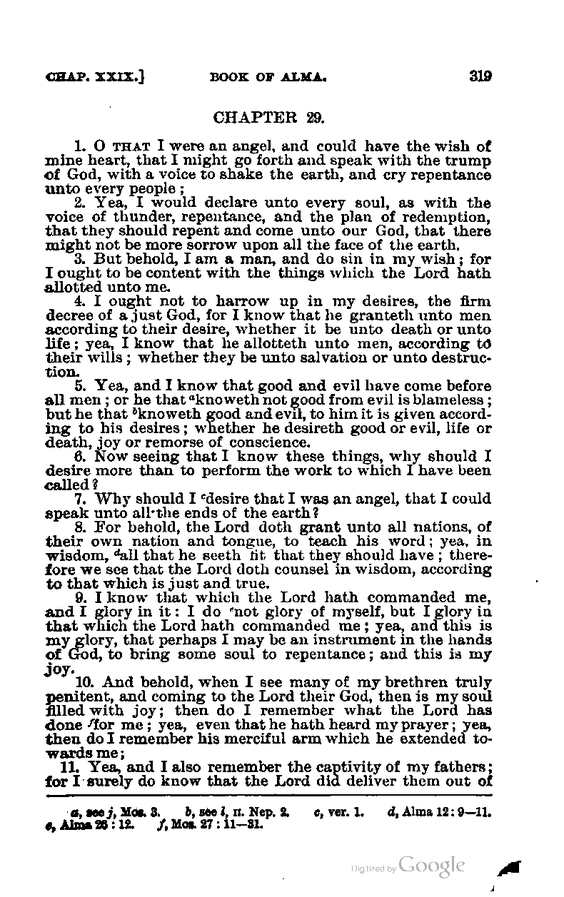 CHAP. XXIX.] BOOK OF ALMA. 319
CHAPTER 29.
1. O THAT I were an angel, and could have the wish of
mine heart, that I might go forth and speak with the trump
of God, with a voice to shake the earth, and cry repentance
unto every people;
2. Yea, I would declare unto every soul, as with the
voice of thunder, repentance, and the plan of redemption,
that they should repent and come unto our God, that there
might not be more sorrow upon all the face of the earth.
3. But behold, I am a man, and do sin in my wish; for
I ought to be content with the things which the Lord hath
allotted unto me.
4. I ought not to harrow up in my desires, the firm
decree of a just God, for I know that he granteth unto men
according to their desire, whether it be unto death or unto
life; yea, I know that he allotteth unto men, according to
their wills; whether they be unto salvation or unto destruc-
tion.
5. Yea, and I know that good and evil have come before
all men; or he that aknoweth not good from evil is blameless;
but he that bknoweth good and evil, to him it is given accord-
ing to his desires; whether he desireth good or evil, life or
death, joy or remorse of conscience.
6. Now seeing that I know these things, why should I
desire more than to perform the work to which I have been
called?
7. Why should I cdesire that I was an angel, that I could
speak unto all the ends of the earth?
8. For behold, the Lord doth grant unto all nations, of
their own nation and tongue, to teach his word; yea, in
wisdom, dall that he seeth fit that they should have; there-
fore we see that the Lord doth counsel in wisdom, according
to that which is just and true.
9. I know that which the Lord hath commanded me,
and I glory in it: I do enot glory of myself, but I glory in
that which the Lord hath commanded me; yea, and this is
my glory, that perhaps I may be an instrument in the hands
of God, to bring some soul to repentance; and this is my
joy.
10. And behold, when I see many of my brethren truly
penitent, and coming to the Lord their God, then is my soul
filled with joy; then do I remember what the Lord has
done ffor me; yea, even that he hath heard my prayer; yea,
then do I remember his merciful arm which he extended to-
wards me;
11. Yea, and I also remember the captivity of my fathers;
for I surely do know that the Lord did deliver them out of
a, see j, Mos. 3. b, see i, II. Nep. 2. c, ver. 1. d, Alma 12:9—11.
e, Alma 26:12. f, Mos. 27:11—31.
Digitized by Google